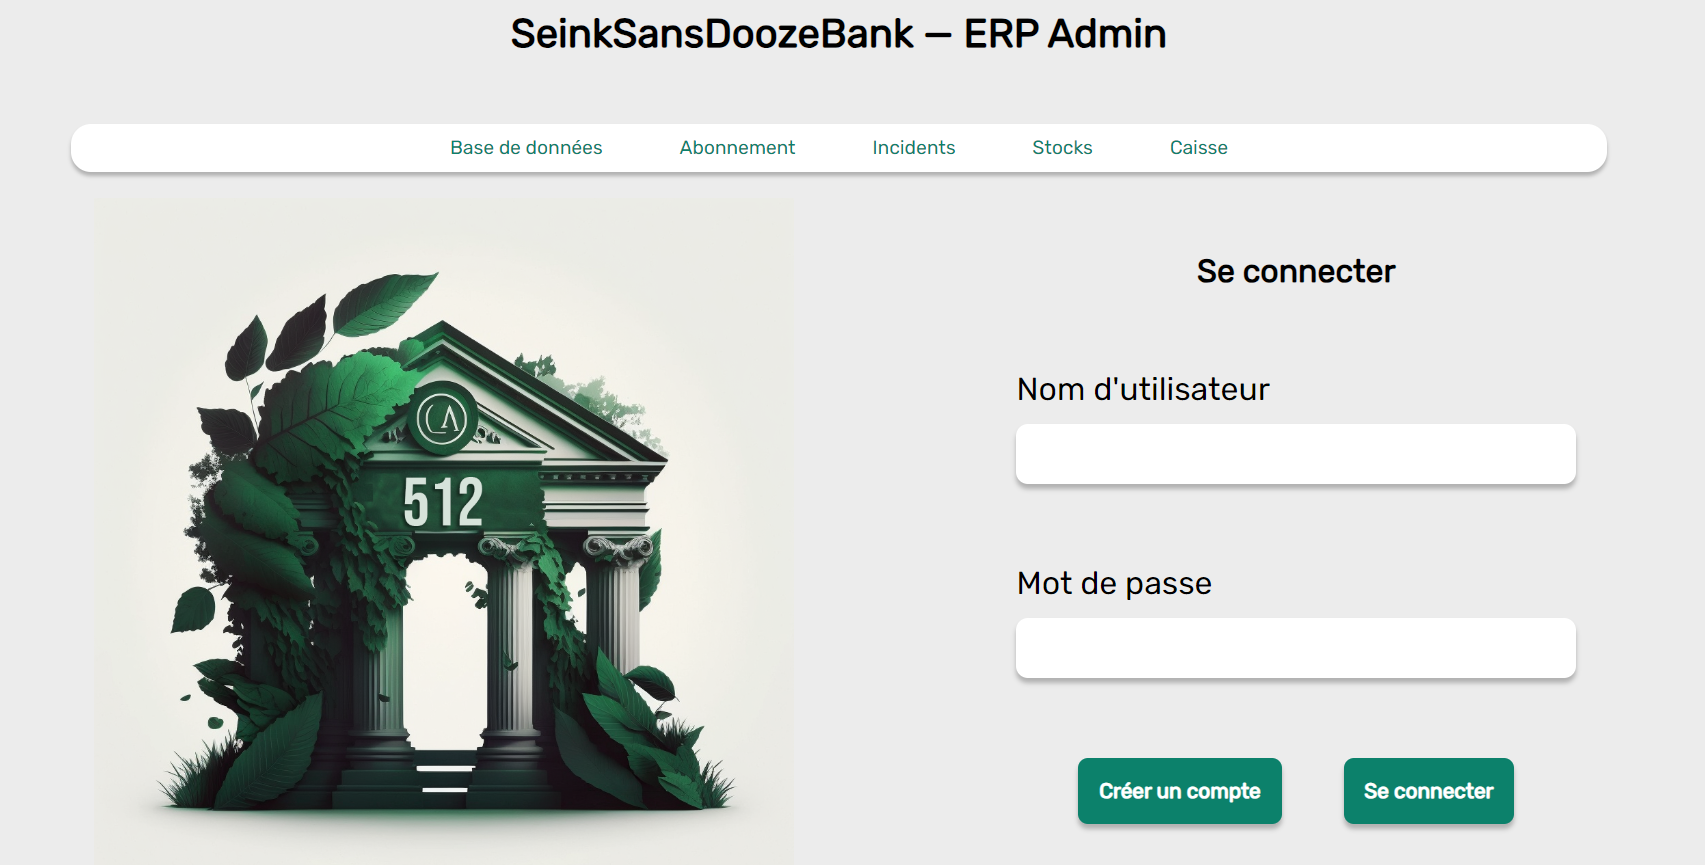 SeinkSansDoozeBank — ERP Admin
Base de données Abonnement Incidents Stocks Caisse
Se connecter
512
Nom d'utilisateur
Mot de passe
Créer un compte Se connecter